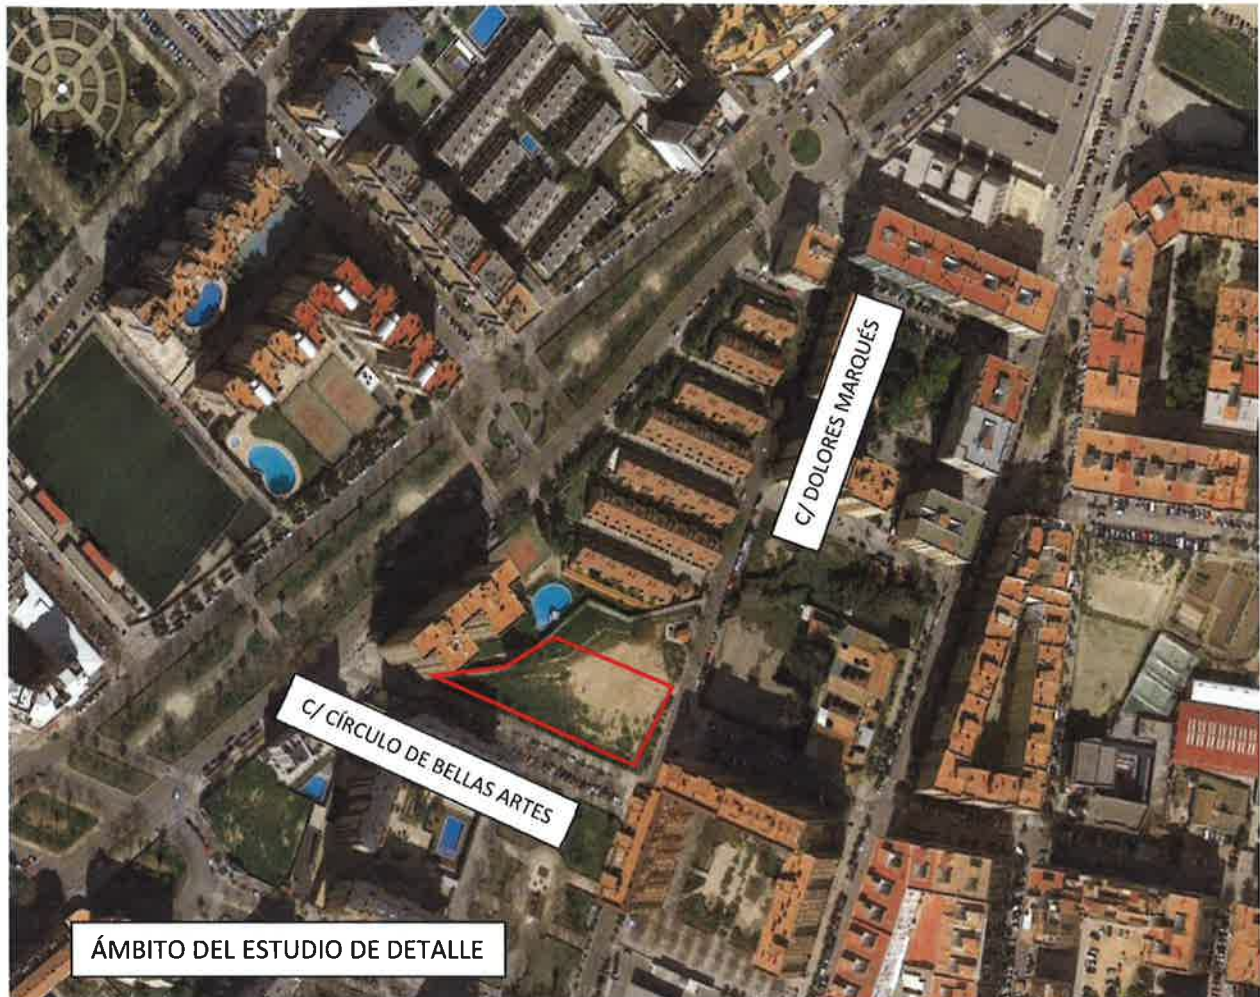 C/ DOLORES MARQUÉS
C/ CÍRCULO DE BELLAS ARTES
ÁMBITO DEL ESTUDIO DE DETALLE